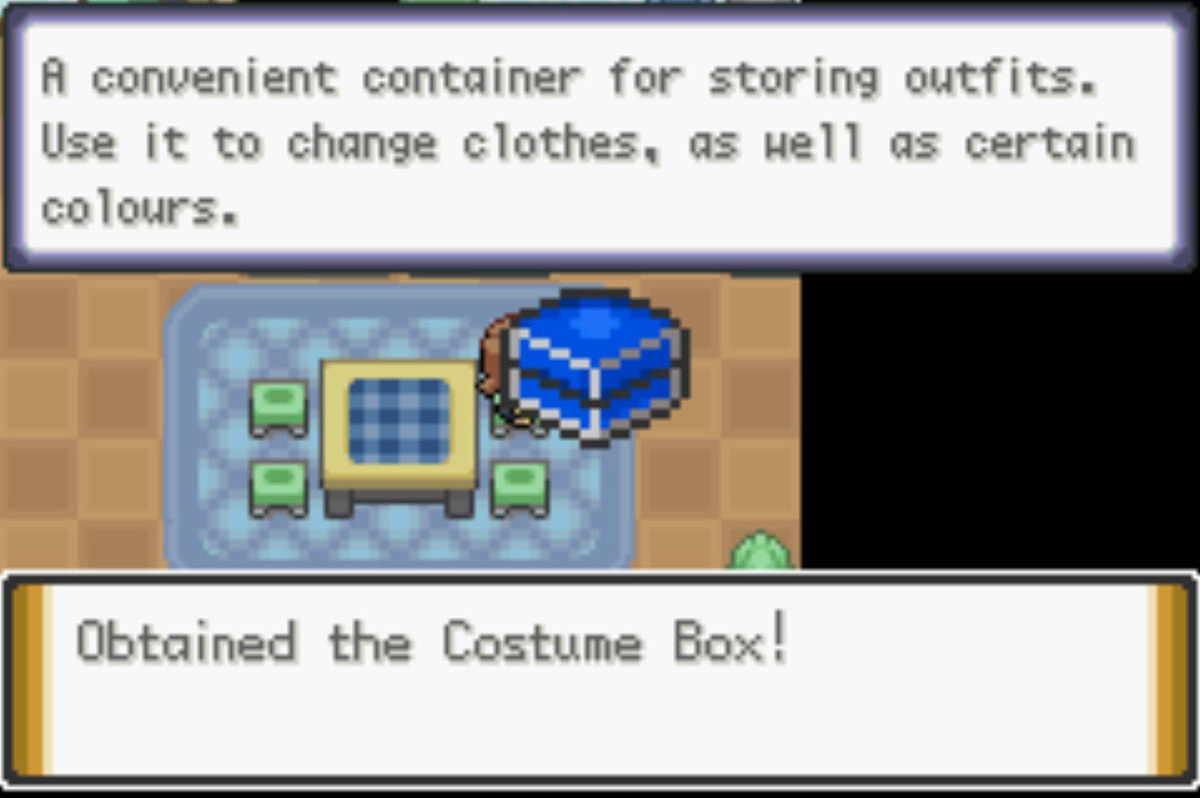 A convenient container for storing outfits.
Use it to change clothes, as well as certain
colours.
Obtained the Costume Box!